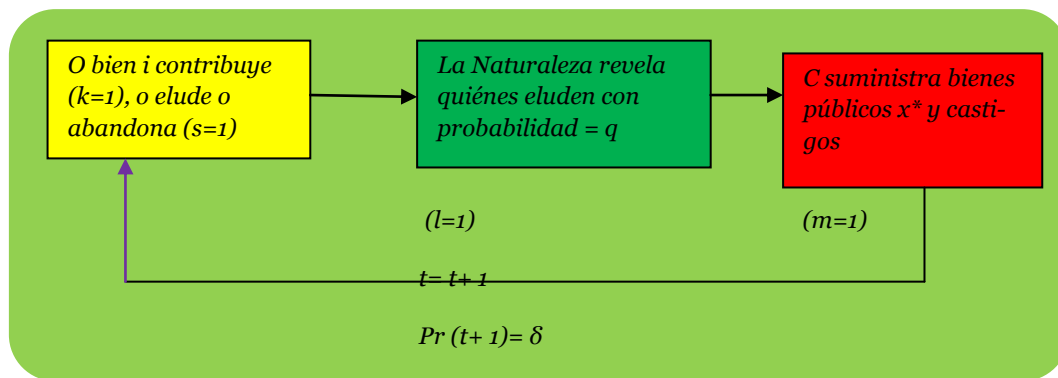 O bien i contribuye
(k=1), o elude o
abandona (s=1)
La Naturaleza revela
quiénes eluden con
probabilidad = q
C suministra bienes
públicos x* y casti-
gos
(l=1)
(m=1)
t= t+ 1
Pr (t+ 1)= δ